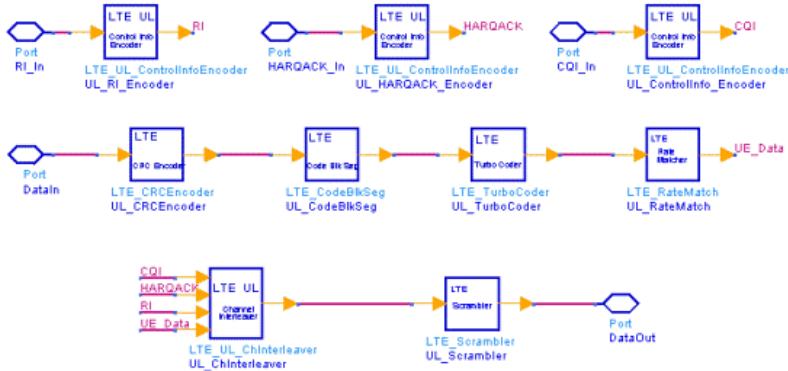 LTE UL
Control Info
Encoder
RI
Port
RI_In
LTE_UL_ControlInfoEncoder
UL_RI_Encoder
LTE UL
Control Info
Encoder
HARQACK
Port
HARQACK_In
LTE_UL_ControlInfoEncoder
UL_HARQACK_Encoder
LTE UL
Control Info
Encoder
CQI
Port
CQI_In
LTE_UL_ControlInfoEncoder
UL_ControlInfo_Encoder
LTE
CRC Encoder
Port
DataIn
LTE_CRCEncoder
UL_CRCEncoder
LTE
Code Blk Seg
LTE_CodeBlkSeg
UL_CodeBlkSeg
LTE
Turbo Coder
LTE_TurboCoder
UL_TurboCoder
LTE
Rate
Matcher
UE_Data
LTE_RateMatch
UL_RateMatch
CQI
HARQACK
RI
UE_Data
LTE UL
Channel
Interleaver
LTE_UL_ChInterleaver
UL_ChInterleaver
LTE
Scrambler
LTE_Scrambler
UL_Scrambler
Port
DataOut